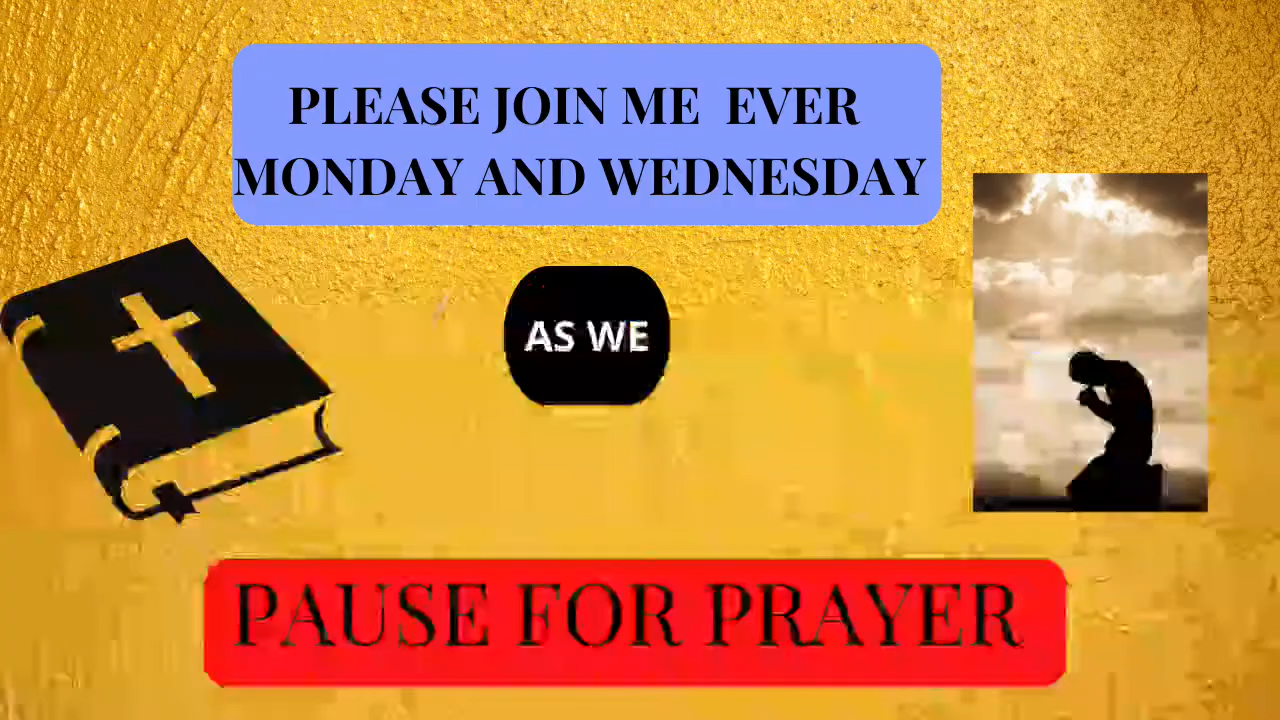 PLEASE JOIN ME EVER
MONDAY AND WEDNESDAY
AS WE
PAUSE FOR PRAYER